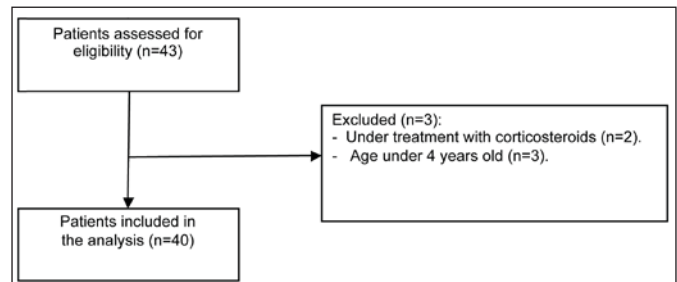 Patients assessed for
eligibility (n=43)
Excluded (n=3):
- Under treatment with corticosteroids (n=2).
- Age under 4 years old (n=3).
Patients included in
the analysis (n=40)